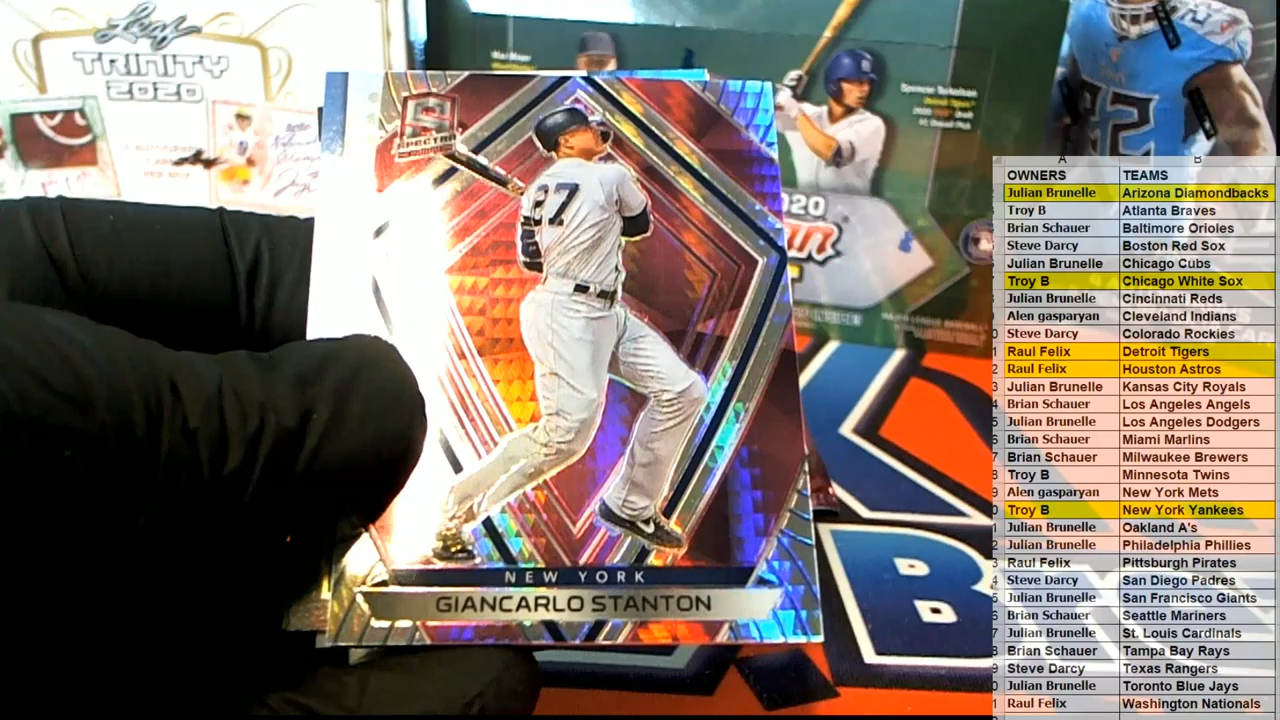 Leaf
TRINITY
2020
Spencer Torkelson
2020
92
SPECTRA
27
NEW YORK
GIANCARLO STANTON
B
A B
OWNERS TEAMS
Julian Brunelle Arizona Diamondbacks
Troy B Atlanta Braves
Brian Schauer Baltimore Orioles
Steve Darcy Boston Red Sox
Julian Brunelle Chicago Cubs
Troy B Chicago White Sox
Julian Brunelle Cincinnati Reds
Alen gasparyan Cleveland Indians
Steve Darcy Colorado Rockies
Raul Felix Detroit Tigers
Raul Felix Houston Astros
Julian Brunelle Kansas City Royals
Brian Schauer Los Angeles Angels
Julian Brunelle Los Angeles Dodgers
Brian Schauer Miami Marlins
Brian Schauer Milwaukee Brewers
Troy B Minnesota Twins
Alen gasparyan New York Mets
Troy B New York Yankees
Julian Brunelle Oakland A's
Julian Brunelle Philadelphia Phillies
Raul Felix Pittsburgh Pirates
Steve Darcy San Diego Padres
Julian Brunelle San Francisco Giants
Brian Schauer Seattle Mariners
Julian Brunelle St. Louis Cardinals
Brian Schauer Tampa Bay Rays
Steve Darcy Texas Rangers
Julian Brunelle Toronto Blue Jays
Raul Felix Washington Nationals